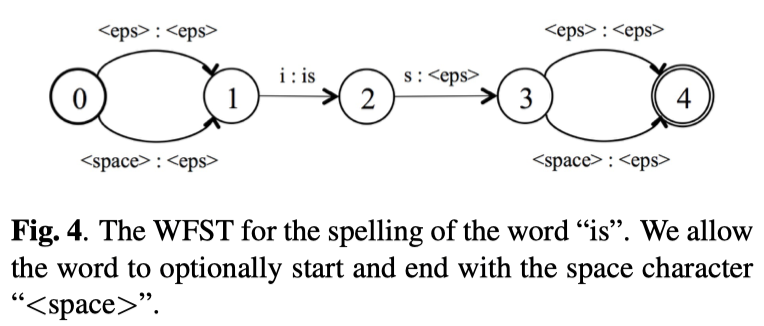 <eps> : <eps> <eps> : <eps>
i : is s : <eps>
0 1 2 3 4
<space> : <eps> <space> : <eps>
Fig. 4. The WFST for the spelling of the word “is”. We allow
the word to optionally start and end with the space character
“<space>”.